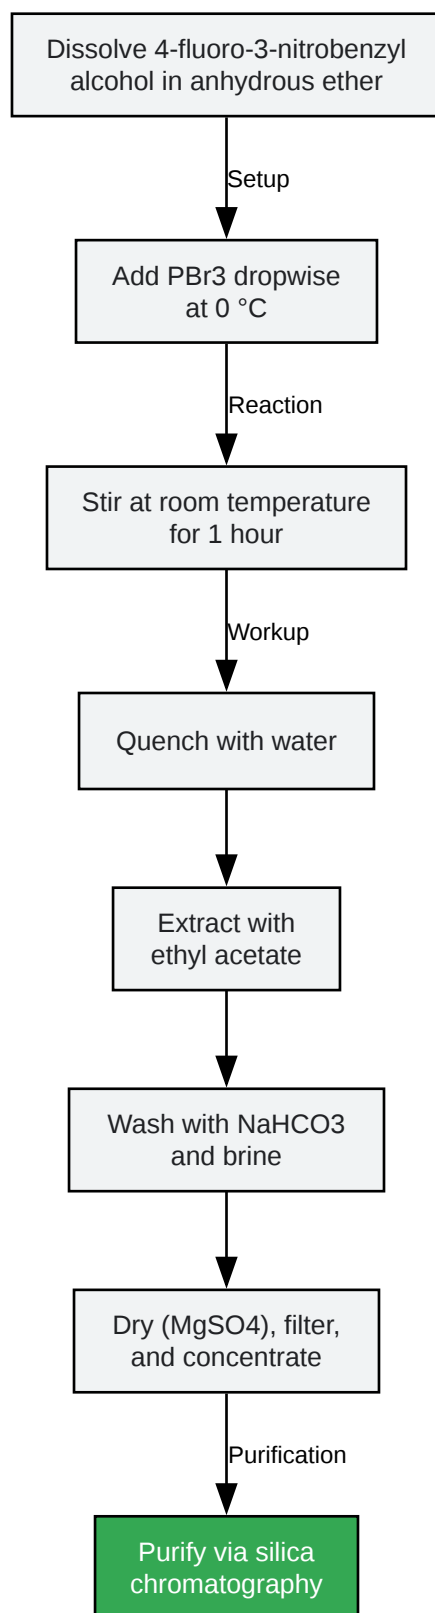 Dissolve 4-fluoro-3-nitrobenzyl
alcohol in anhydrous ether
Setup
Add PBr3 dropwise
at 0 °C
Reaction
Stir at room temperature
for 1 hour
Workup
Quench with water
Extract with
ethyl acetate
Wash with NaHCO3
and brine
Dry (MgSO4), filter,
and concentrate
Purification
Purify via silica
chromatography